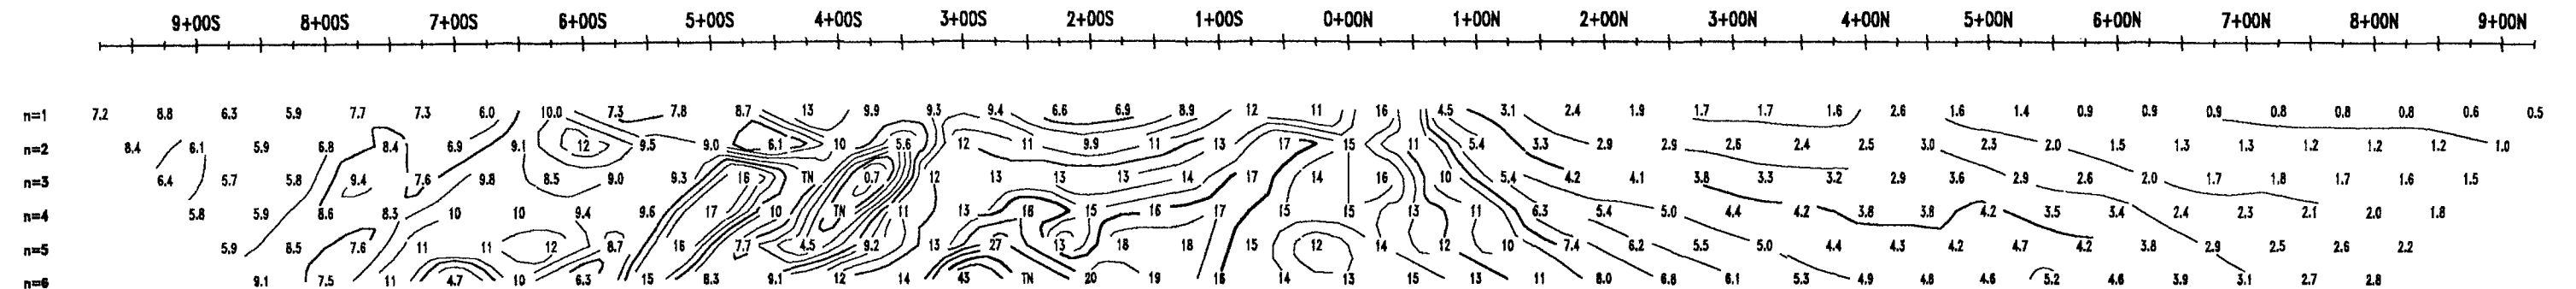 9+00S 8+00S 7+00S 6+00S 5+00S 4+00S 3+00S 2+00S 1+00S 0+00N 1+00N 2+00N 3+00N 4+00N 5+00N 6+00N 7+00N 8+00N 9+00N
n=1 7.2 8.8 6.3 5.9 7.7 7.3 6.0 10.0 7.3 7.8 8.7 13 9.9 9.3 9.4 6.6 6.9 8.9 12 11 16 4.5 3.1 2.4 1.9 1.7 1.7 1.6 2.6 1.6 1.4 0.9 0.9 0.9 0.8 0.8 0.8 0.6 0.5
n=2 8.4 6.1 5.9 6.8 8.4 6.9 9.1 12 9.5 9.0 6.1 10 5.6 12 11 9.9 11 13 17 15 11 5.4 3.3 2.9 2.9 2.6 2.4 2.5 3.0 2.3 2.0 1.5 1.3 1.3 1.2 1.2 1.2 1.0
n=3 6.4 5.7 5.8 9.4 7.6 9.8 8.5 9.0 9.3 16 TN 0.7 12 13 13 13 14 17 14 16 10 5.4 4.2 4.1 3.8 3.3 3.2 2.9 3.6 2.9 2.6 2.0 1.7 1.8 1.7 1.6 1.5
n=4 5.8 5.9 8.6 8.3 10 10 9.4 9.6 17 10 TN 11 13 18 15 16 17 15 15 13 11 6.3 5.4 5.0 4.4 4.2 3.8 3.8 4.2 3.5 3.4 2.4 2.3 2.1 2.0 1.8
n=5 5.9 8.5 7.6 11 11 12 8.7 16 7.7 4.5 9.2 13 27 13 18 18 15 12 14 12 10 7.4 6.2 5.5 5.0 4.4 4.3 4.2 4.7 4.2 3.8 2.9 2.5 2.6 2.2
n=6 9.1 7.5 11 4.7 10 6.3 15 8.3 9.1 12 14 43 TN 20 19 16 14 13 15 13 11 8.0 6.8 6.1 5.3 4.9 4.8 4.6 5.2 4.6 3.9 3.1 2.7 2.8